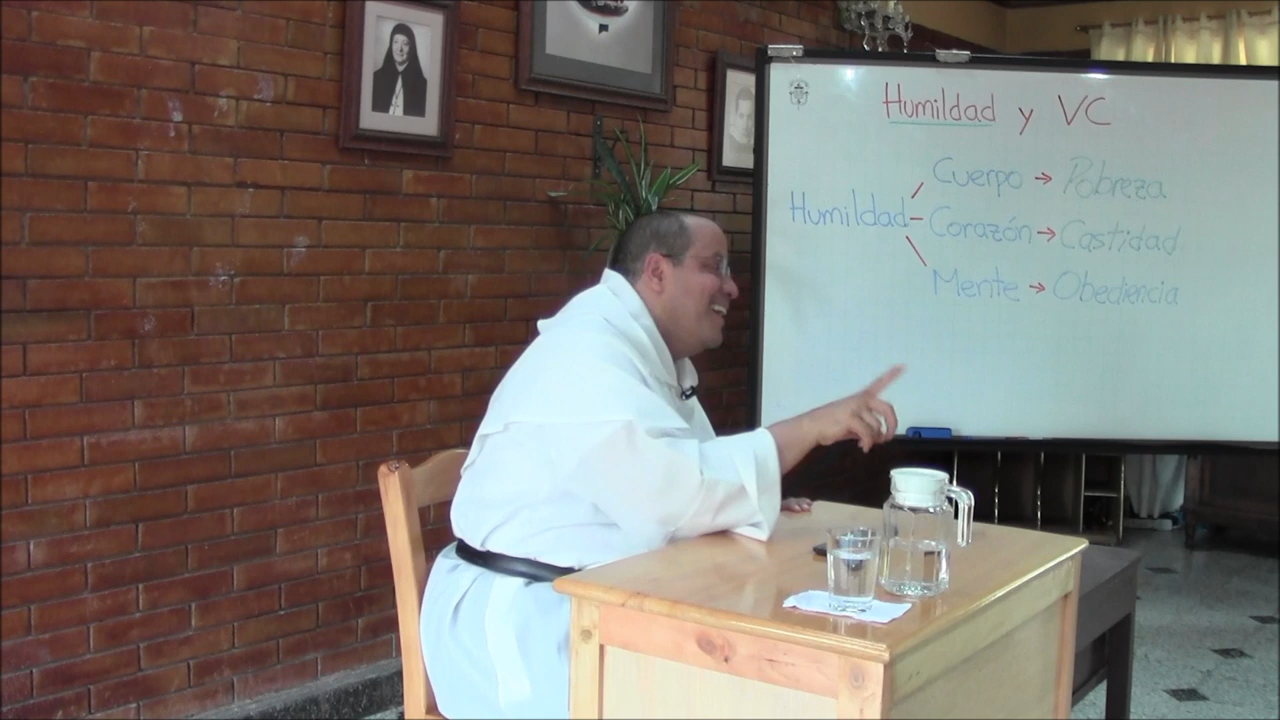 Humildad y VC
Cuerpo → Pobreza
Humildad - Corazón → Castidad
Mente → Obediencia